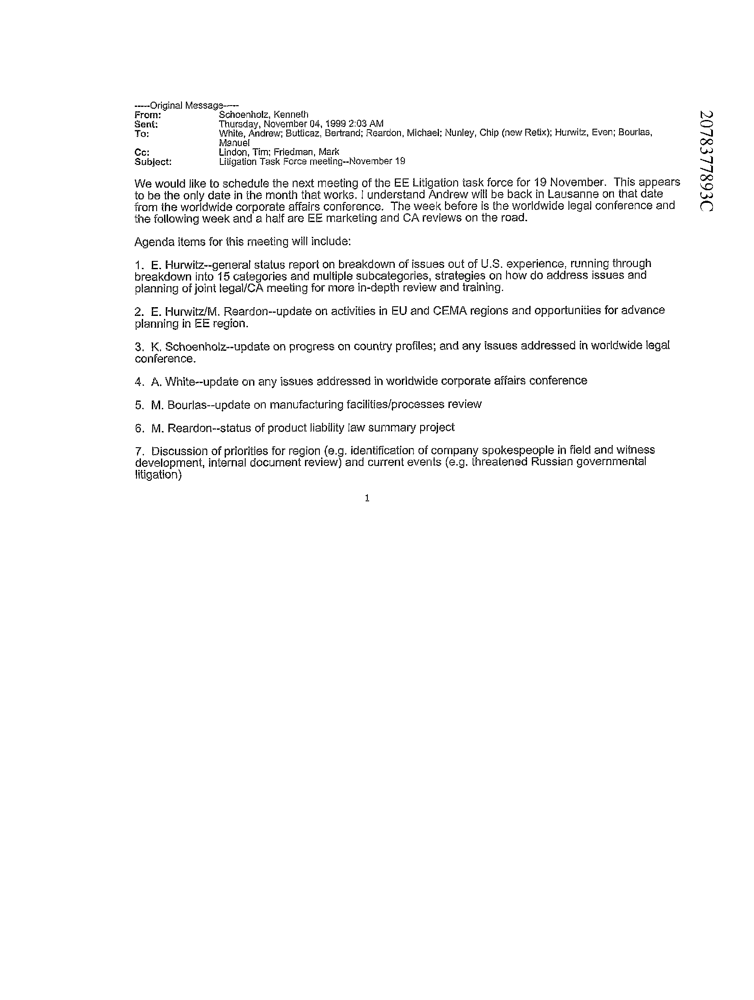 -----Original Message-----
From: Schoenholz, Kenneth
Sent: Thursday, November 04, 1999 2:03 AM
To: White, Andrew; Butticaz, Bertrand; Reardon, Michael; Nunley, Chip (new Retix); Hurwitz, Even; Bourlas,
Manuel
Cc: Lindon, Tim; Friedman, Mark
Subject: Litigation Task Force meeting--November 19
We would like to schedule the next meeting of the EE Litigation task force for 19 November. This appears
to be the only date in the month that works. I understand Andrew will be back in Lausanne on that date
from the worldwide corporate affairs conference. The week before is the worldwide legal conference and
the following week and a half are EE marketing and CA reviews on the road.
Agenda items for this meeting will include:
1. E. Hurwitz--general status report on breakdown of issues out of U.S. experience, running through
breakdown into 15 categories and multiple subcategories, strategies on how do address issues and
planning of joint legal/CA meeting for more in-depth review and training.
2. E. Hurwitz/M. Reardon--update on activities in EU and CEMA regions and opportunities for advance
planning in EE region.
3. K. Schoenholz--update on progress on country profiles; and any issues addressed in worldwide legal
conference.
4. A. White--update on any issues addressed in worldwide corporate affairs conference
5. M. Bourlas--update on manufacturing facilities/processes review
6. M. Reardon--status of product liability law summary project
7. Discussion of priorities for region (e.g. identification of company spokespeople in field and witness
development, internal document review) and current events (e.g. threatened Russian governmental
litigation)
1
2078377893C